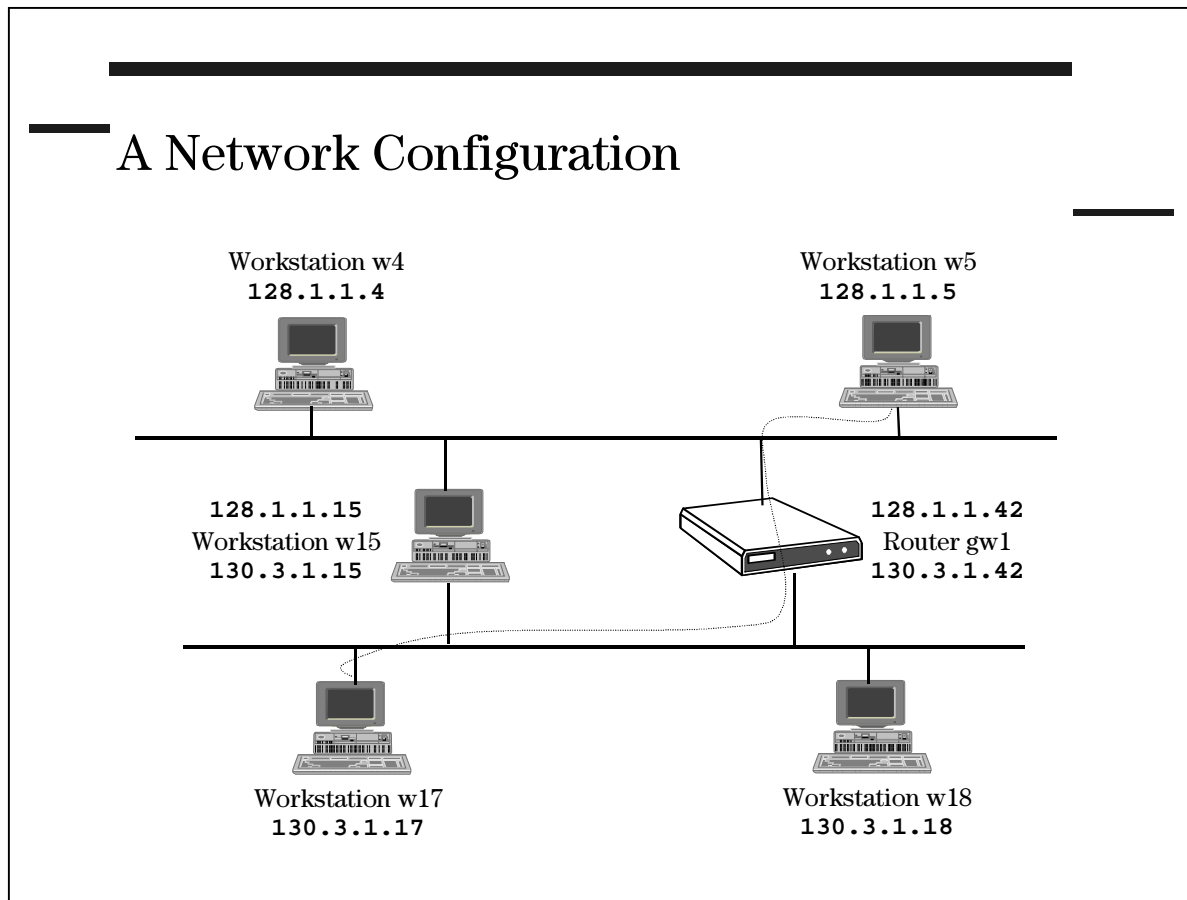 A Network Configuration
Workstation w4
128.1.1.4
Workstation w5
128.1.1.5
128.1.1.15
Workstation w15
130.3.1.15
128.1.1.42
Router gw1
130.3.1.42
Workstation w17
130.3.1.17
Workstation w18
130.3.1.18